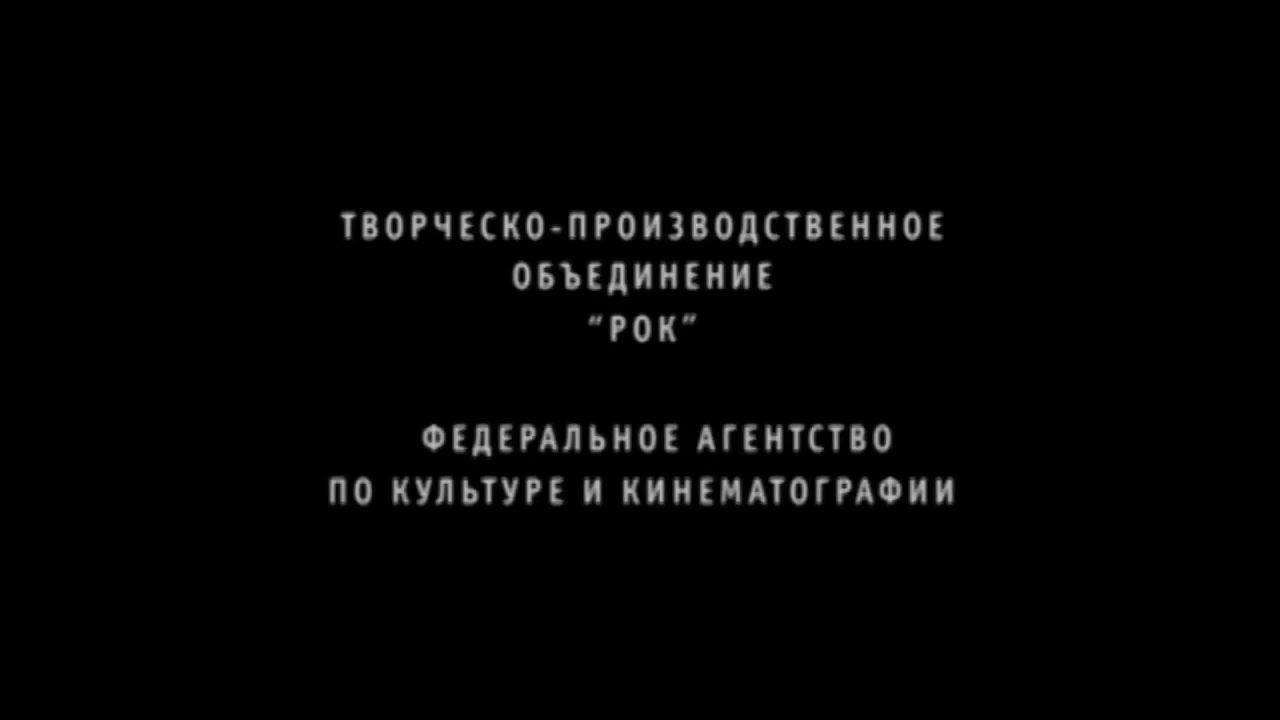 ТВОРЧЕСКО-ПРОИЗВОДСТВЕННОЕ
ОБЪЕДИНЕНИЕ
“РОК”
ФЕДЕРАЛЬНОЕ АГЕНТСТВО
ПО КУЛЬТУРЕ И КИНЕМАТОГРАФИИ